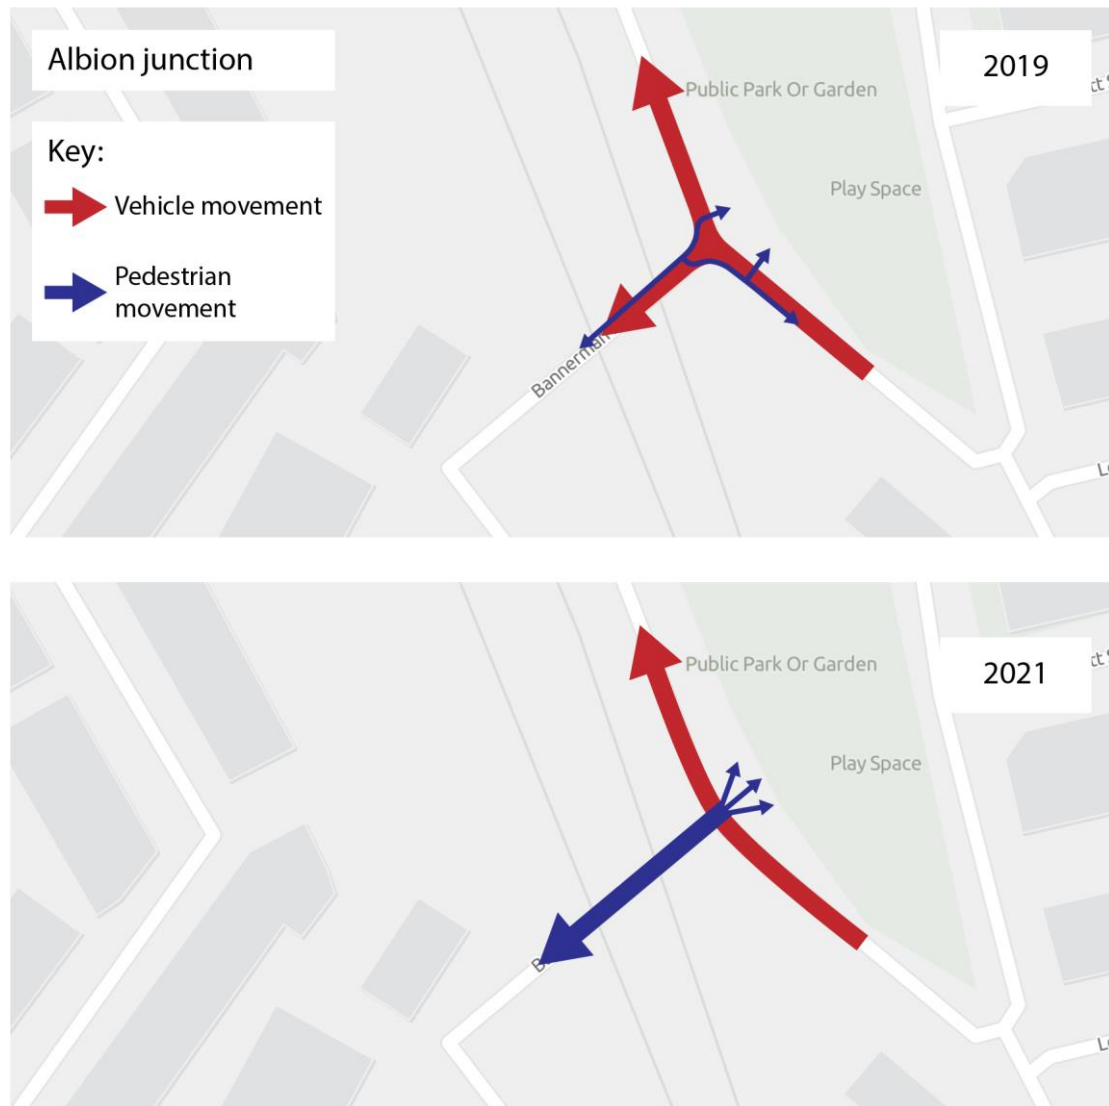 Albion junction
2019
Key:
Vehicle movement
Pedestrian
movement
Public Park Or Garden
Play Space
Bannerman
Public Park Or Garden
2021
Play Space